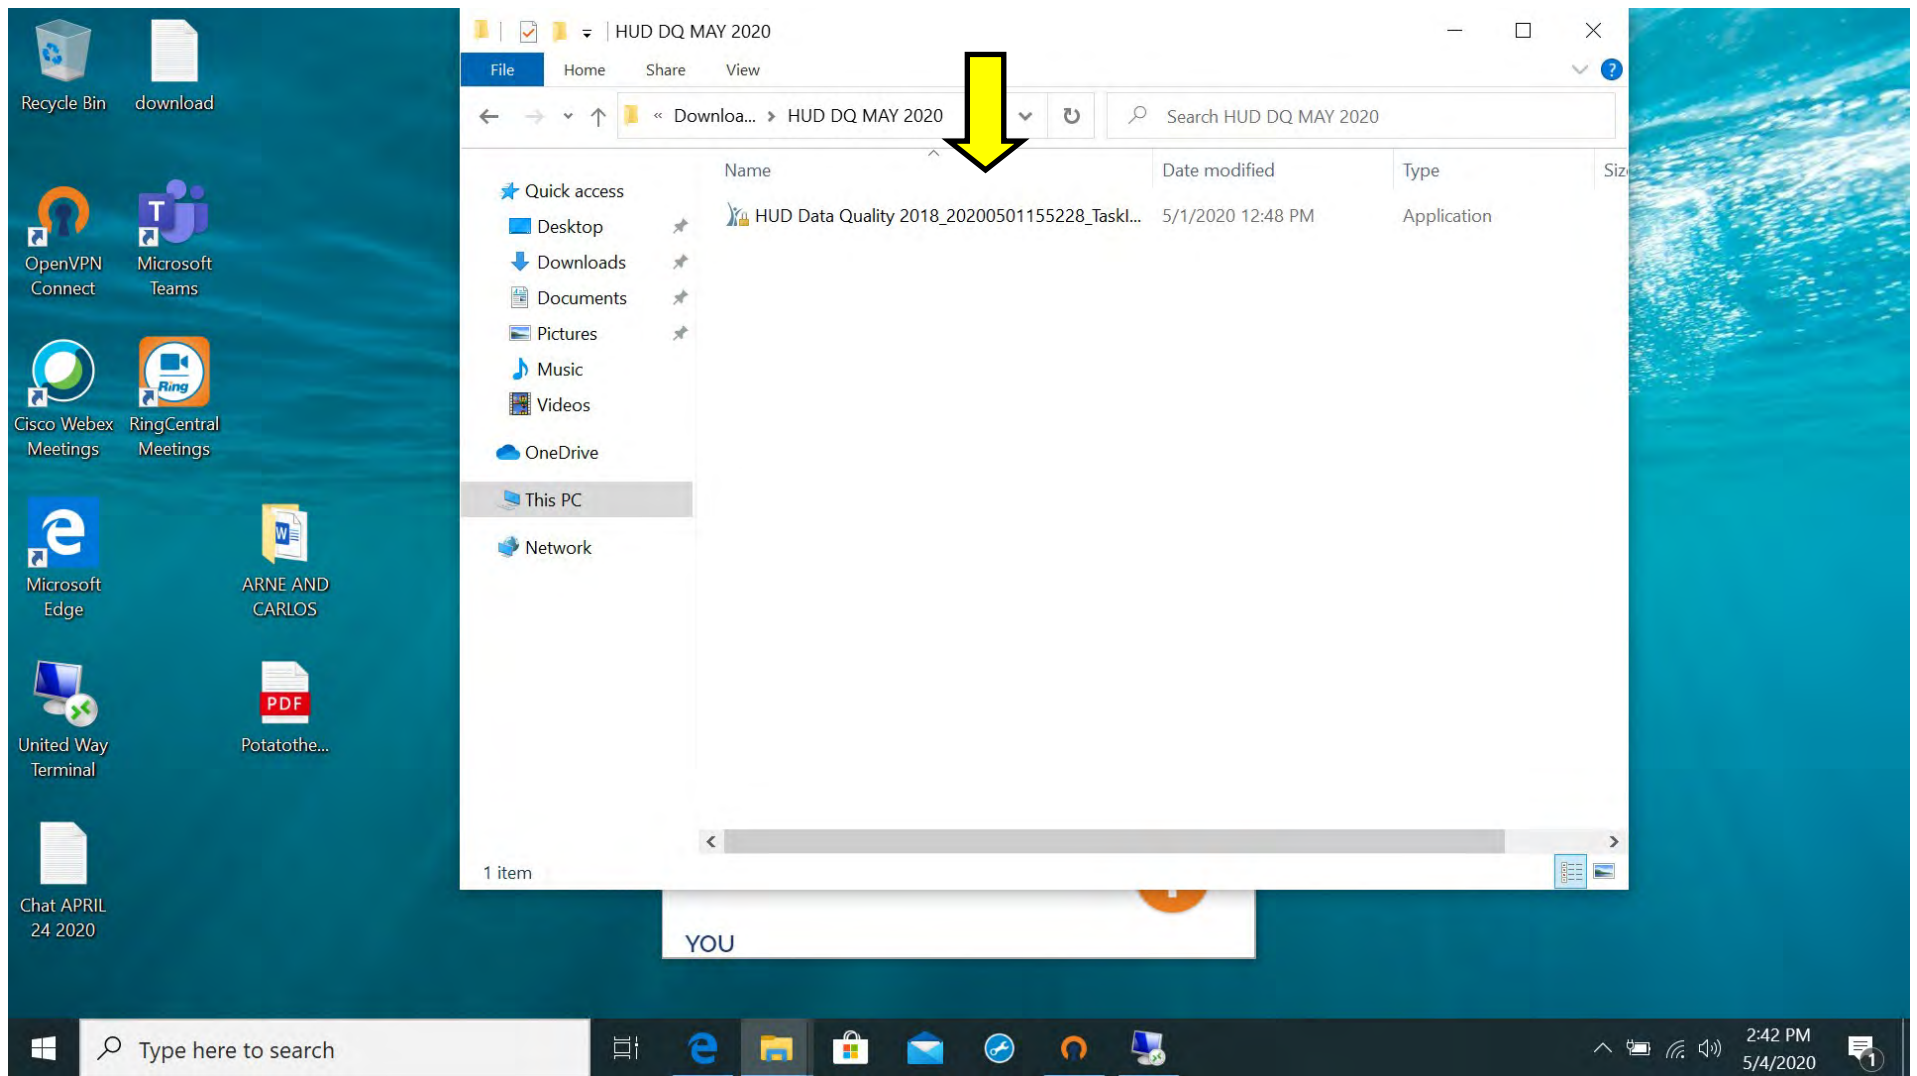 HUD DQ MAY 2020
File Home Share View
« Downloa... HUD DQ MAY 2020 Search HUD DQ MAY 2020
Name Date modified Type Siz
HUD Data Quality 2018_20200501155228_TaskI... 5/1/2020 12:48 PM Application
Quick access
Desktop
Downloads
Documents
Pictures
Music
Videos
OneDrive
This PC
Network
1 item
Recycle Bin
download
OpenVPN
Connect
T
Microsoft
Teams
Cisco Webex
Meetings
Ring
RingCentral
Meetings
Microsoft
Edge
W
ARNE AND
CARLOS
United Way
Terminal
PDF
Potatothe...
Chat APRIL
24 2020
YOU
Type here to search
2:42 PM
5/4/2020
1